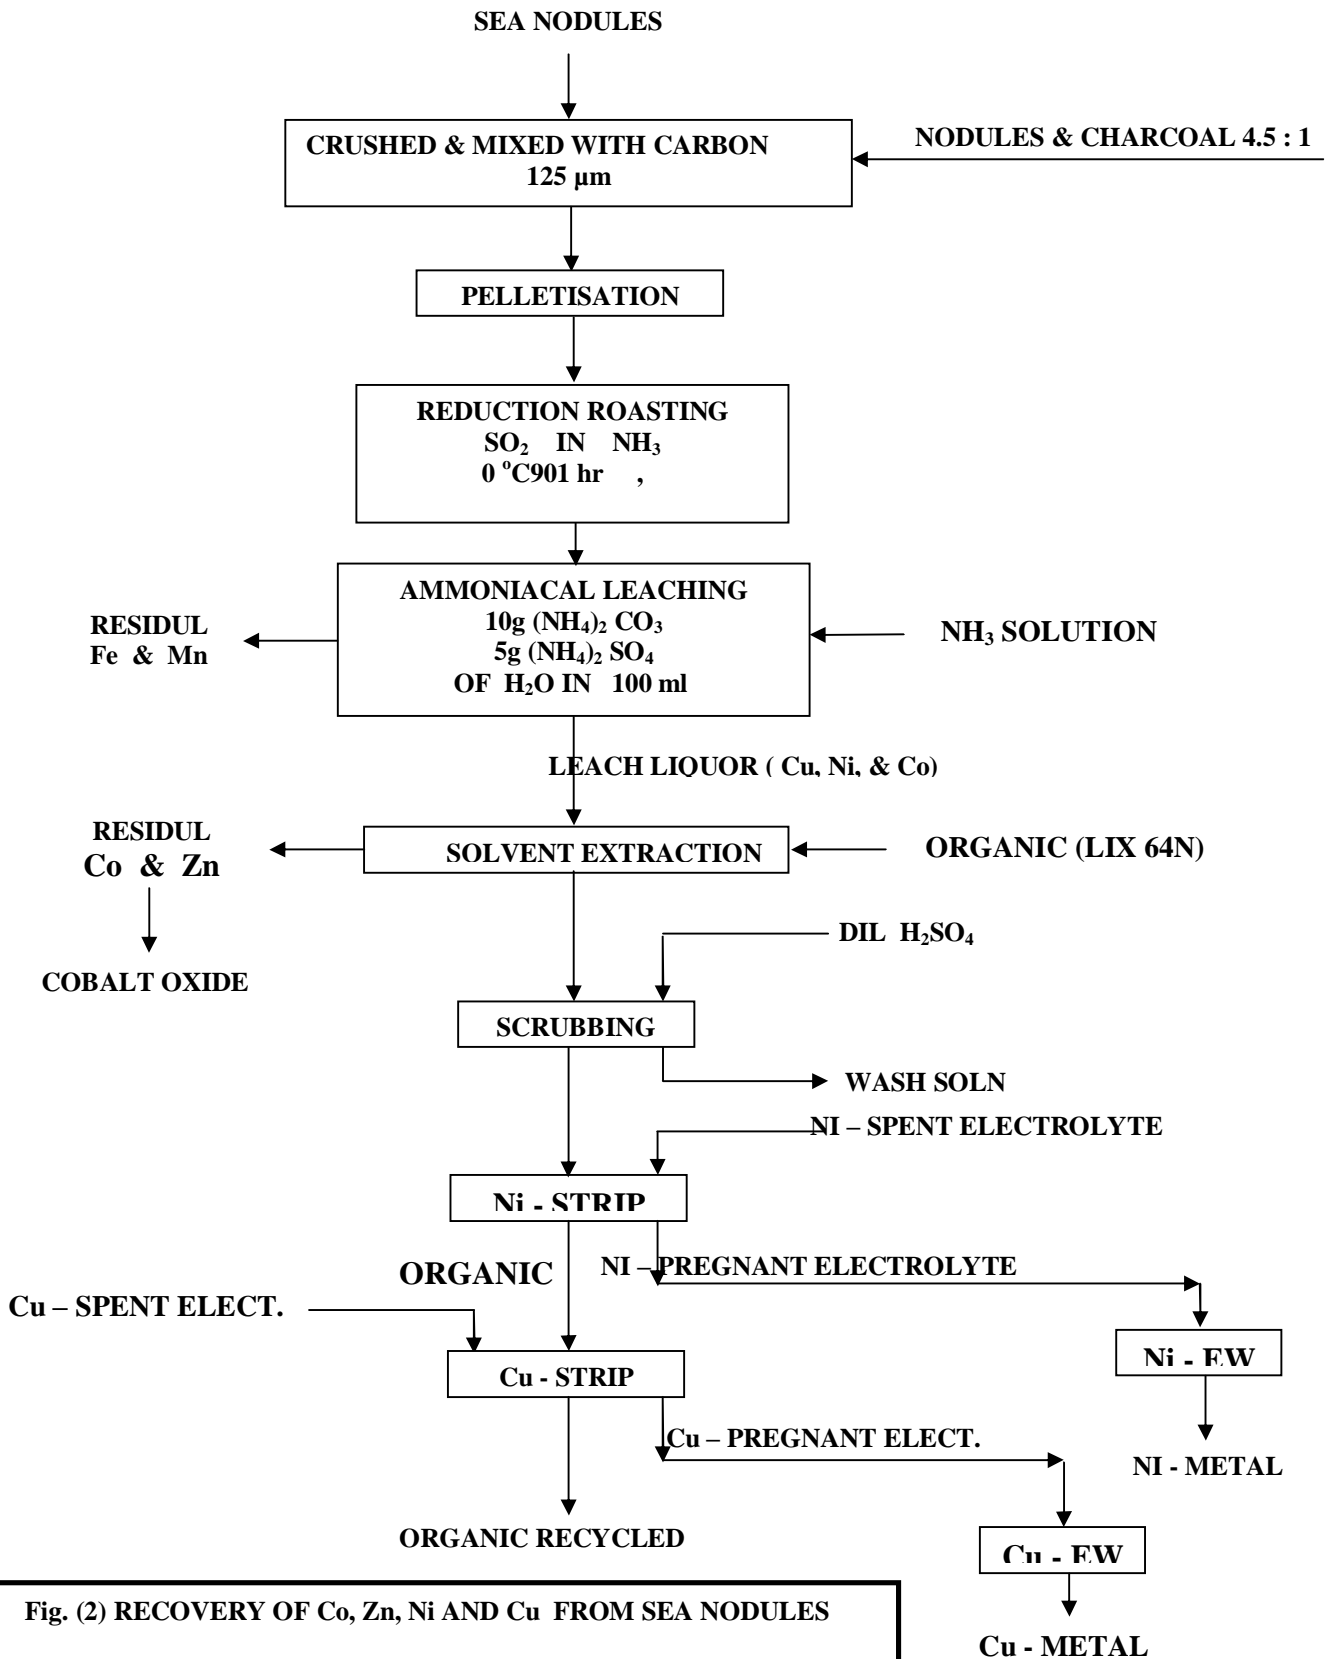 SEA NODULES
CRUSHED & MIXED WITH CARBON
125 µm
NODULES & CHARCOAL 4.5 : 1
PELLETISATION
REDUCTION ROASTING
SO₂ IN NH₃
0 ᵒC901 hr ,
AMMONIACAL LEACHING
10g (NH₄)₂ CO₃
5g (NH₄)₂ SO₄
OF H₂O IN 100 ml
RESIDUL
Fe & Mn
NH₃ SOLUTION
LEACH LIQUOR ( Cu, Ni, & Co)
RESIDUL
Co & Zn
SOLVENT EXTRACTION
ORGANIC (LIX 64N)
DIL H₂SO₄
COBALT OXIDE
SCRUBBING
WASH SOLN
NI – SPENT ELECTROLYTE
Ni - STRIP
ORGANIC
NI – PREGNANT ELECTROLYTE
Cu – SPENT ELECT.
Ni - EW
Cu - STRIP
Cu – PREGNANT ELECT.
NI - METAL
ORGANIC RECYCLED
Cu - EW
Fig. (2) RECOVERY OF Co, Zn, Ni AND Cu FROM SEA NODULES
Cu - METAL